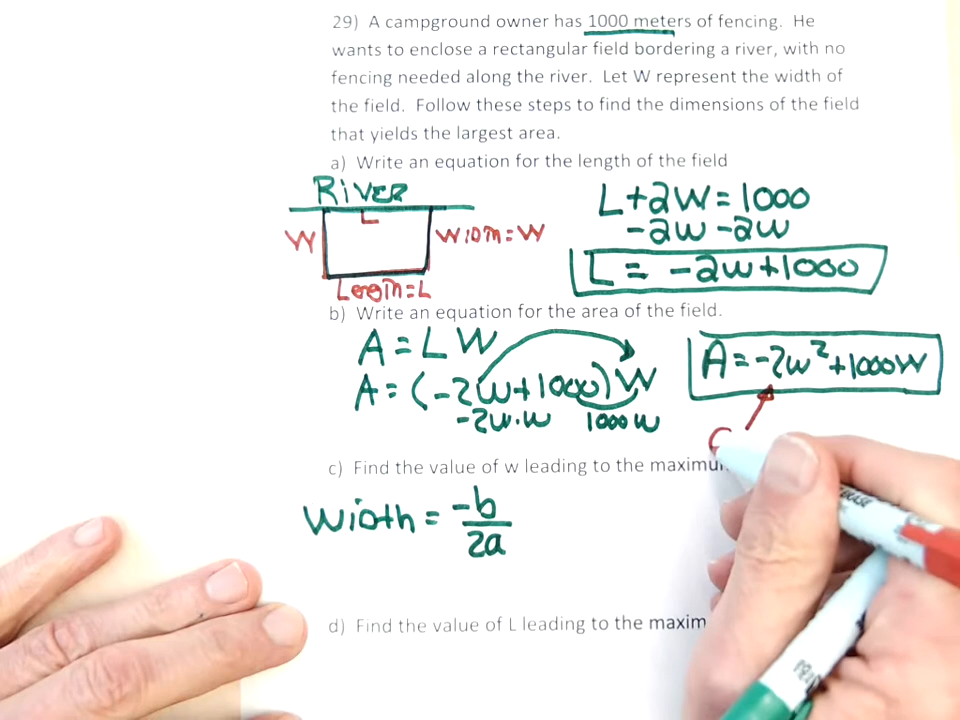 29) A campground owner has 1000 meters of fencing. He
wants to enclose a rectangular field bordering a river, with no
fencing needed along the river. Let W represent the width of
the field. Follow these steps to find the dimensions of the field
that yields the largest area.
a) Write an equation for the length of the field
RIVER
L
W
WIDTH = W
LENGTH = L
L + 2W = 1000
-2W -2W
L = -2W + 1000
b) Write an equation for the area of the field.
A = L W
A = (-2W + 1000) W
-2W·W 1000W
A = -2W² + 1000W
c) Find the value of w leading to the
Width = -b
2a
d) Find the value of L leading to the